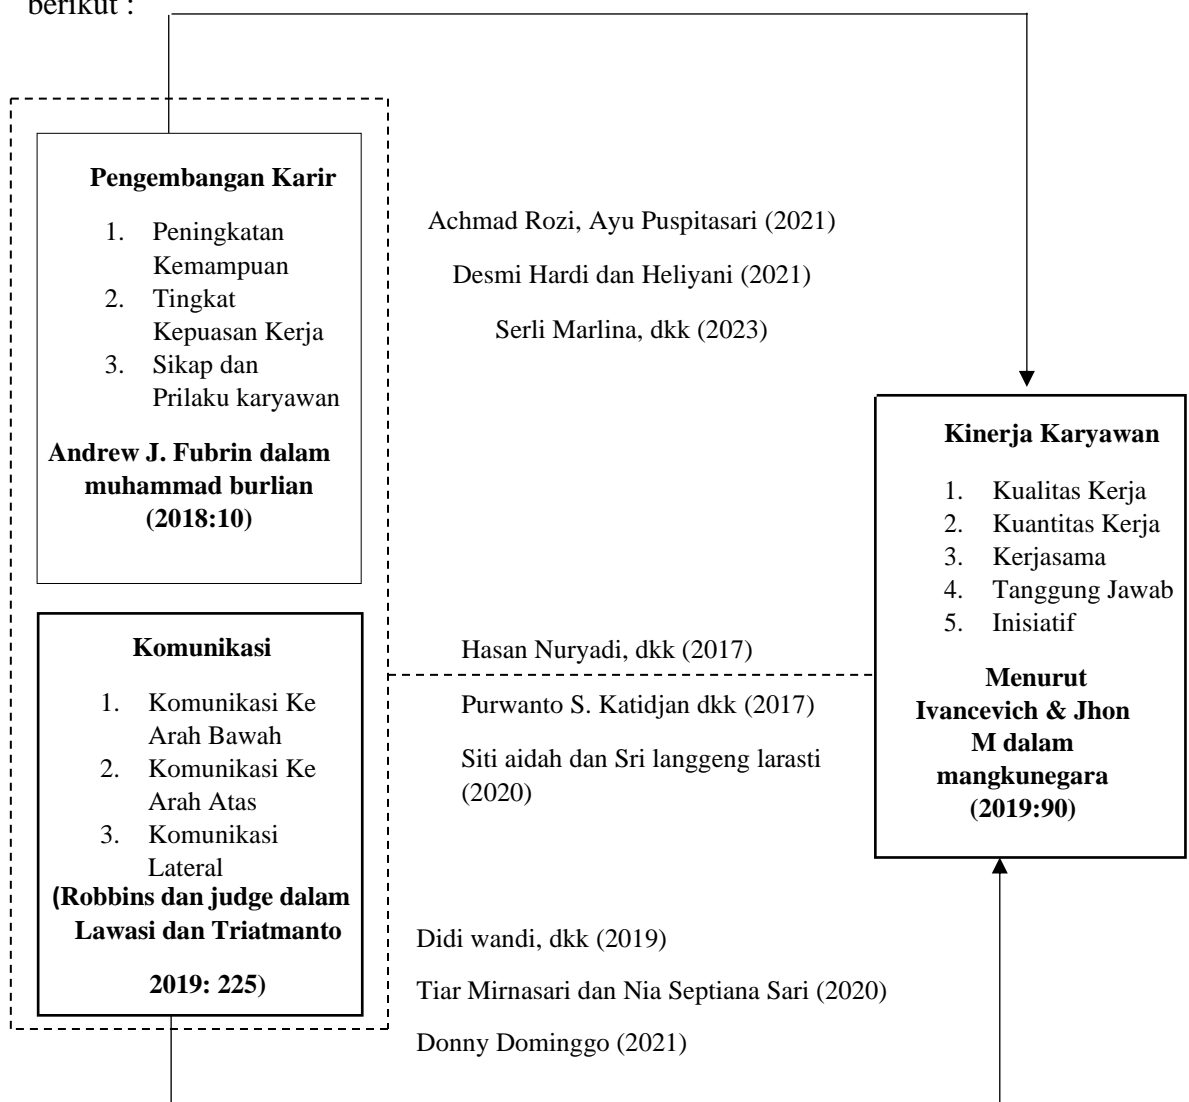 berikut :
Pengembangan Karir
1. Peningkatan
Kemampuan
2. Tingkat
Kepuasan Kerja
3. Sikap dan
Prilaku karyawan
Andrew J. Fubrin dalam
muhammad burlian
(2018:10)
Achmad Rozi, Ayu Puspitasari (2021)
Desmi Hardi dan Heliyani (2021)
Serli Marlina, dkk (2023)
Kinerja Karyawan
1. Kualitas Kerja
2. Kuantitas Kerja
3. Kerjasama
4. Tanggung Jawab
5. Inisiatif
Menurut
Ivancevich & Jhon
M dalam
mangkunegara
(2019:90)
Komunikasi
1. Komunikasi Ke
Arah Bawah
2. Komunikasi Ke
Arah Atas
3. Komunikasi
Lateral
(Robbins dan judge dalam
Lawasi dan Triatmanto
2019: 225)
Hasan Nuryadi, dkk (2017)
Purwanto S. Katidjan dkk (2017)
Siti aidah dan Sri langgeng larasti
(2020)
Didi wandi, dkk (2019)
Tiar Mirnasari dan Nia Septiana Sari (2020)
Donny Dominggo (2021)